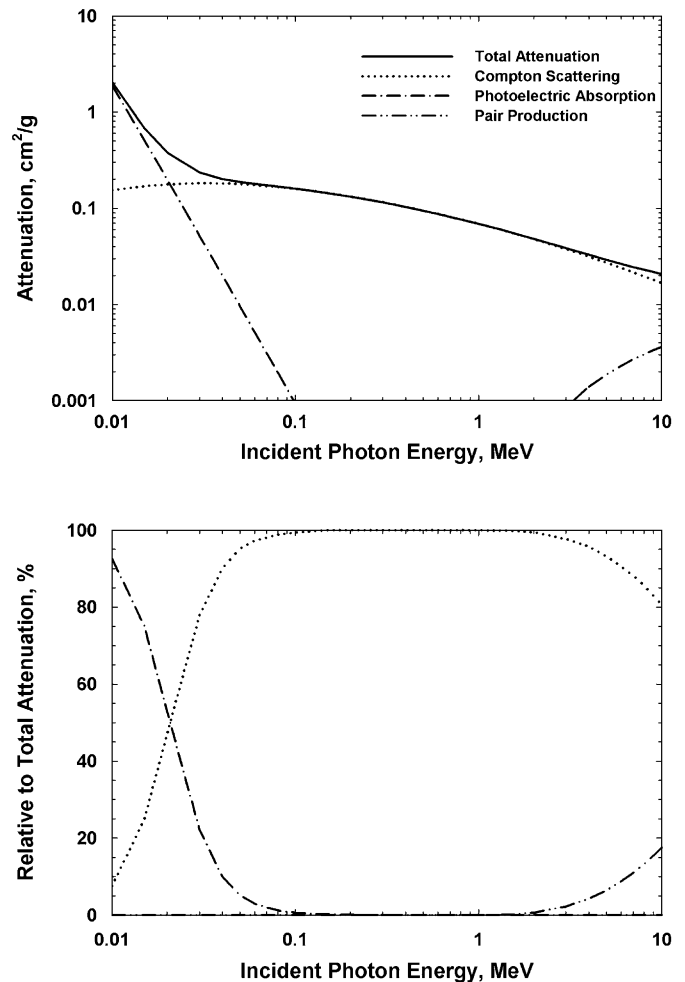 10
1
0.1
0.01
0.001
Attenuation, cm²/g
Total Attenuation
Compton Scattering
Photoelectric Absorption
Pair Production
0.01
0.1
1
10
Incident Photon Energy, MeV
100
80
60
40
20
0
Relative to Total Attenuation, %
0.01
0.1
1
10
Incident Photon Energy, MeV